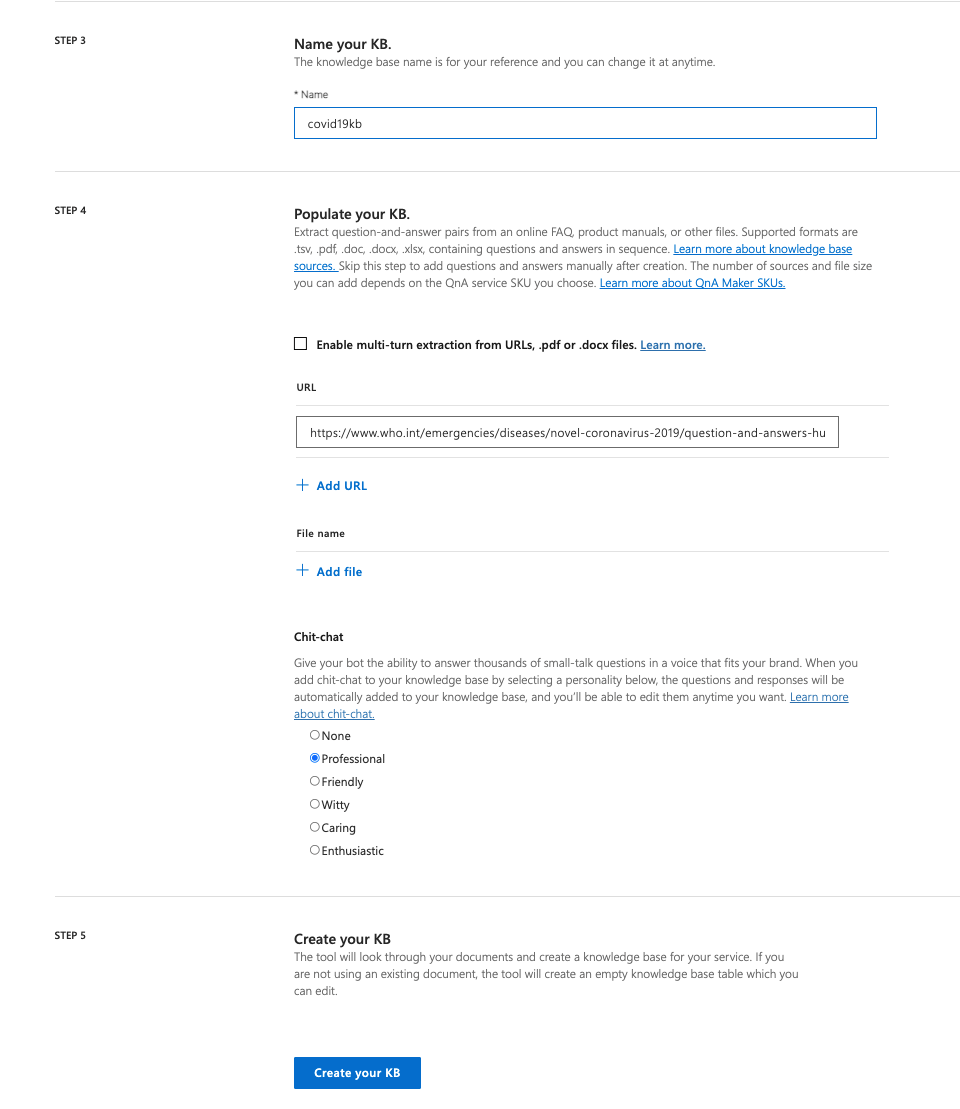 STEP 3
Name your KB.
The knowledge base name is for your reference and you can change it at anytime.
* Name
covid19kb
STEP 4
Populate your KB.
Extract question-and-answer pairs from an online FAQ, product manuals, or other files. Supported formats are
.tsv, .pdf, .doc, .docx, .xlsx, containing questions and answers in sequence. Learn more about knowledge base
sources. Skip this step to add questions and answers manually after creation. The number of sources and file size
you can add depends on the QnA service SKU you choose. Learn more about QnA Maker SKUs.
Enable multi-turn extraction from URLs, .pdf or .docx files. Learn more.
URL
https://www.who.int/emergencies/diseases/novel-coronavirus-2019/question-and-answers-hu
+ Add URL
File name
+ Add file
Chit-chat
Give your bot the ability to answer thousands of small-talk questions in a voice that fits your brand. When you
add chit-chat to your knowledge base by selecting a personality below, the questions and responses will be
automatically added to your knowledge base, and you'll be able to edit them anytime you want. Learn more
about chit-chat.
None
Professional
Friendly
Witty
Caring
Enthusiastic
STEP 5
Create your KB
The tool will look through your documents and create a knowledge base for your service. If you
are not using an existing document, the tool will create an empty knowledge base table which you
can edit.
Create your KB